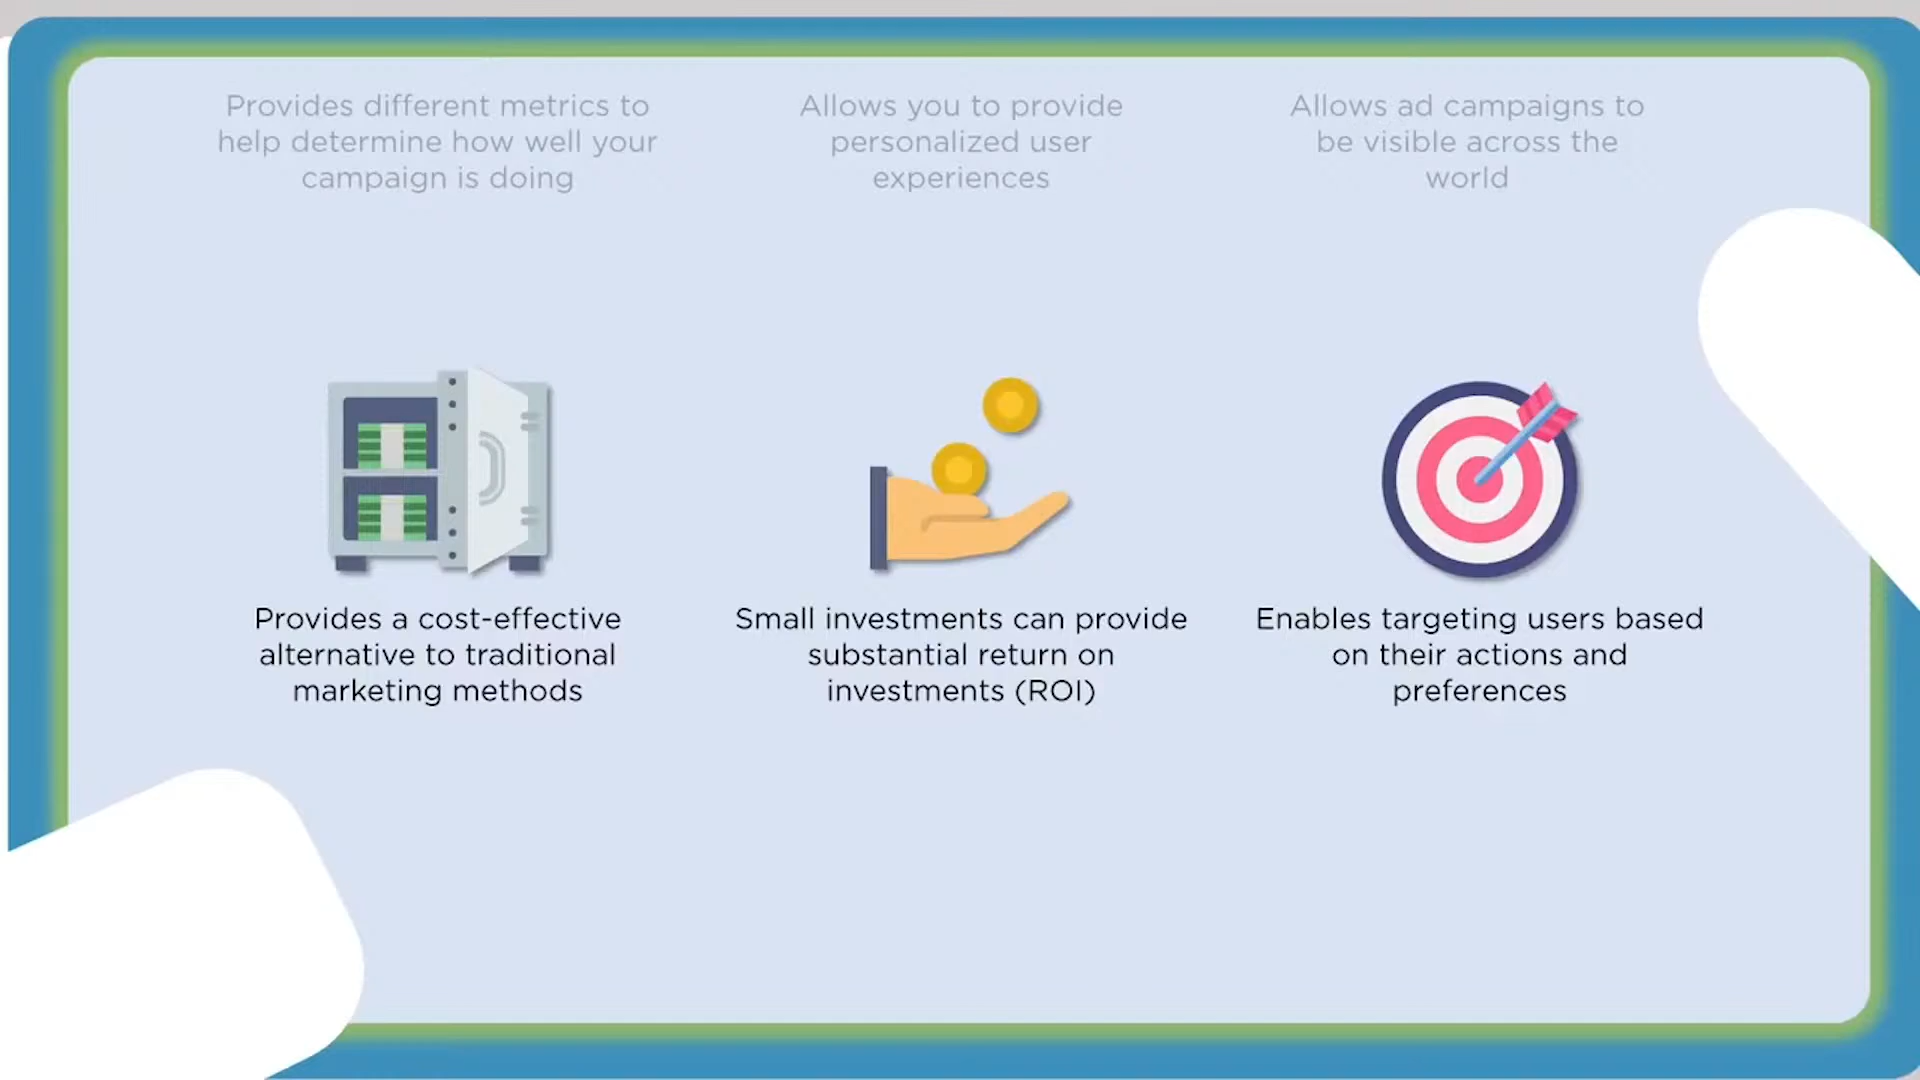 Provides different metrics to
help determine how well your
campaign is doing
Allows you to provide
personalized user
experiences
Allows ad campaigns to
be visible across the
world
Provides a cost-effective
alternative to traditional
marketing methods
Small investments can provide
substantial return on
investments (ROI)
Enables targeting users based
on their actions and
preferences